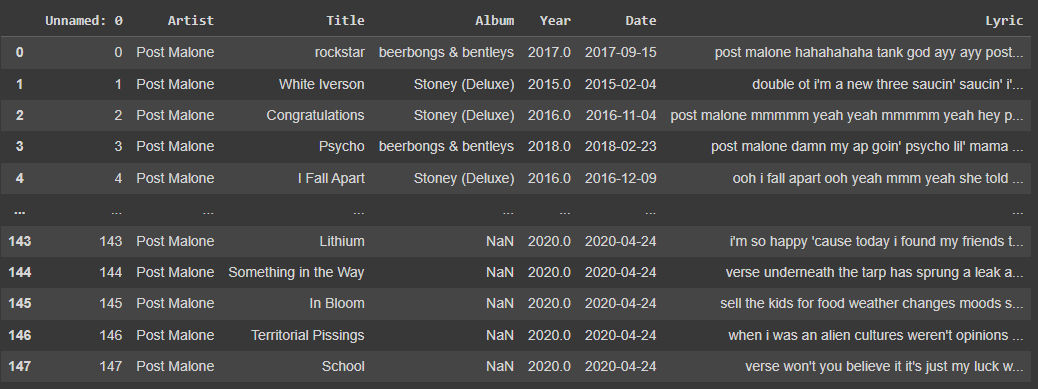 Unnamed: 0 Artist Title Album Year Date Lyric
0 0 Post Malone rockstar beerbongs & bentleys 2017.0 2017-09-15 post malone hahahahaha tank god ayy ayy post...
1 1 Post Malone White Iverson Stoney (Deluxe) 2015.0 2015-02-04 double ot i'm a new three saucin' saucin' i'...
2 2 Post Malone Congratulations Stoney (Deluxe) 2016.0 2016-11-04 post malone mmmmm yeah yeah mmmmm yeah hey p...
3 3 Post Malone Psycho beerbongs & bentleys 2018.0 2018-02-23 post malone damn my ap goin' psycho lil' mama ...
4 4 Post Malone I Fall Apart Stoney (Deluxe) 2016.0 2016-12-09 ooh i fall apart ooh yeah mmm yeah she told ...
... ... ... ... ... ... ... ...
143 143 Post Malone Lithium NaN 2020.0 2020-04-24 i'm so happy 'cause today i found my friends t...
144 144 Post Malone Something in the Way NaN 2020.0 2020-04-24 verse underneath the tarp has sprung a leak a...
145 145 Post Malone In Bloom NaN 2020.0 2020-04-24 sell the kids for food weather changes moods s...
146 146 Post Malone Territorial Pissings NaN 2020.0 2020-04-24 when i was an alien cultures weren't opinions ...
147 147 Post Malone School NaN 2020.0 2020-04-24 verse won't you believe it it's just my luck w...